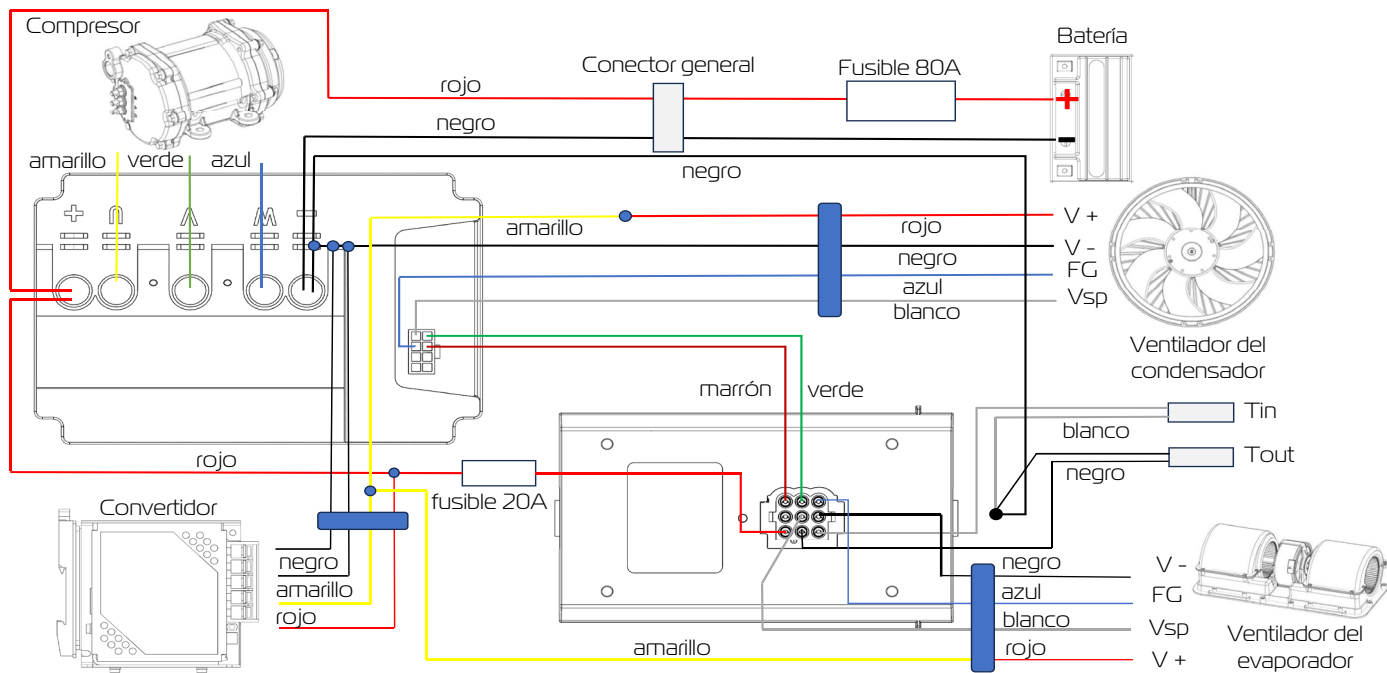 Compresor
Batería
Conector general
Fusible 80A
rojo
+
negro
-
amarillo
verde
azul
negro
+
U
V
W
-
amarillo
rojo
V +
V -
negro
FG
azul
Vsp
blanco
Ventilador del
condensador
marrón
verde
Tin
blanco
Tout
negro
rojo
fusible 20A
Convertidor
negro
amarillo
rojo
negro
V -
azul
FG
blanco
Vsp
amarillo
rojo
V +
Ventilador del
evaporador